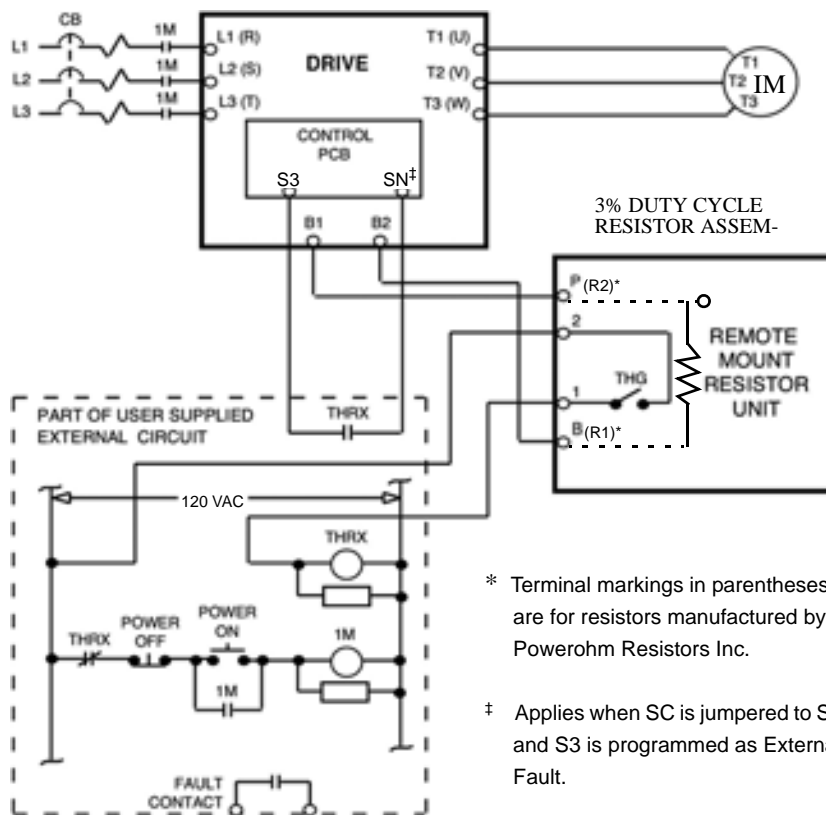 CB
1M
L1
L1 (R)
T1 (U)
1M
L2
L2 (S)
DRIVE
T2 (V)
1M
L3
L3 (T)
T3 (W)
T1
T2 IM
T3
CONTROL
PCB
S3
SN‡
B1
B2
3% DUTY CYCLE
RESISTOR ASSEM-
P (R2)*
2
REMOTE
MOUNT
RESISTOR
UNIT
THG
1
B (R1)*
PART OF USER SUPPLIED
EXTERNAL CIRCUIT
THRX
120 VAC
THRX
THRX
POWER
OFF
POWER
ON
1M
1M
FAULT
CONTACT
* Terminal markings in parentheses
are for resistors manufactured by
Powerohm Resistors Inc.
‡ Applies when SC is jumpered to S
and S3 is programmed as Externa
Fault.